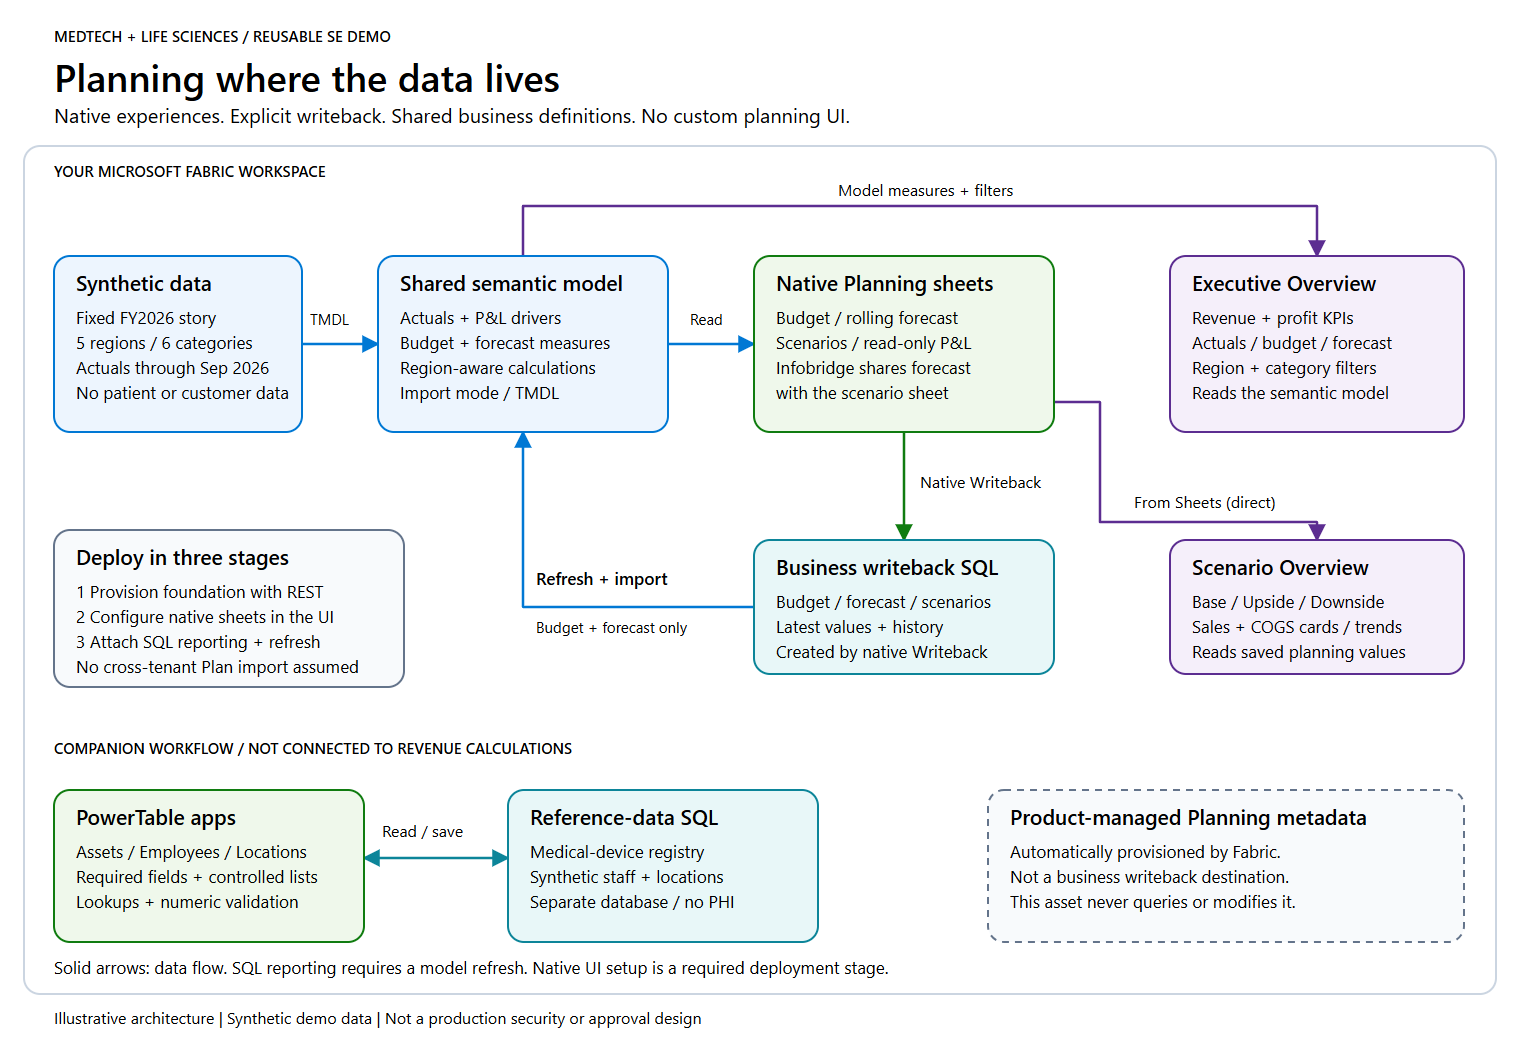 MEDTECH + LIFE SCIENCES / REUSABLE SE DEMO
Planning where the data lives
Native experiences. Explicit writeback. Shared business definitions. No custom planning UI.
YOUR MICROSOFT FABRIC WORKSPACE
Model measures + filters
Synthetic data
Fixed FY2026 story
5 regions / 6 categories
Actuals through Sep 2026
No patient or customer data
TMDL
Shared semantic model
Actuals + P&L drivers
Budget + forecast measures
Region-aware calculations
Import mode / TMDL
Read
Native Planning sheets
Budget / rolling forecast
Scenarios / read-only P&L
Infobridge shares forecast
with the scenario sheet
Executive Overview
Revenue + profit KPIs
Actuals / budget / forecast
Region + category filters
Reads the semantic model
Native Writeback
From Sheets (direct)
Deploy in three stages
1 Provision foundation with REST
2 Configure native sheets in the UI
3 Attach SQL reporting + refresh
No cross-tenant Plan import assumed
Refresh + import
Budget + forecast only
Business writeback SQL
Budget / forecast / scenarios
Latest values + history
Created by native Writeback
Scenario Overview
Base / Upside / Downside
Sales + COGS cards / trends
Reads saved planning values
COMPANION WORKFLOW / NOT CONNECTED TO REVENUE CALCULATIONS
PowerTable apps
Assets / Employees / Locations
Required fields + controlled lists
Lookups + numeric validation
Read / save
Reference-data SQL
Medical-device registry
Synthetic staff + locations
Separate database / no PHI
Product-managed Planning metadata
Automatically provisioned by Fabric.
Not a business writeback destination.
This asset never queries or modifies it.
Solid arrows: data flow. SQL reporting requires a model refresh. Native UI setup is a required deployment stage.
Illustrative architecture | Synthetic demo data | Not a production security or approval design